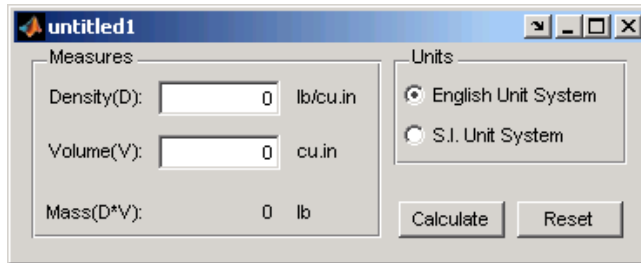 untitled1
Measures
Density(D): 0 lb/cu.in
Volume(V): 0 cu.in
Mass(D*V): 0 lb
Units
English Unit System
S.I. Unit System
Calculate Reset